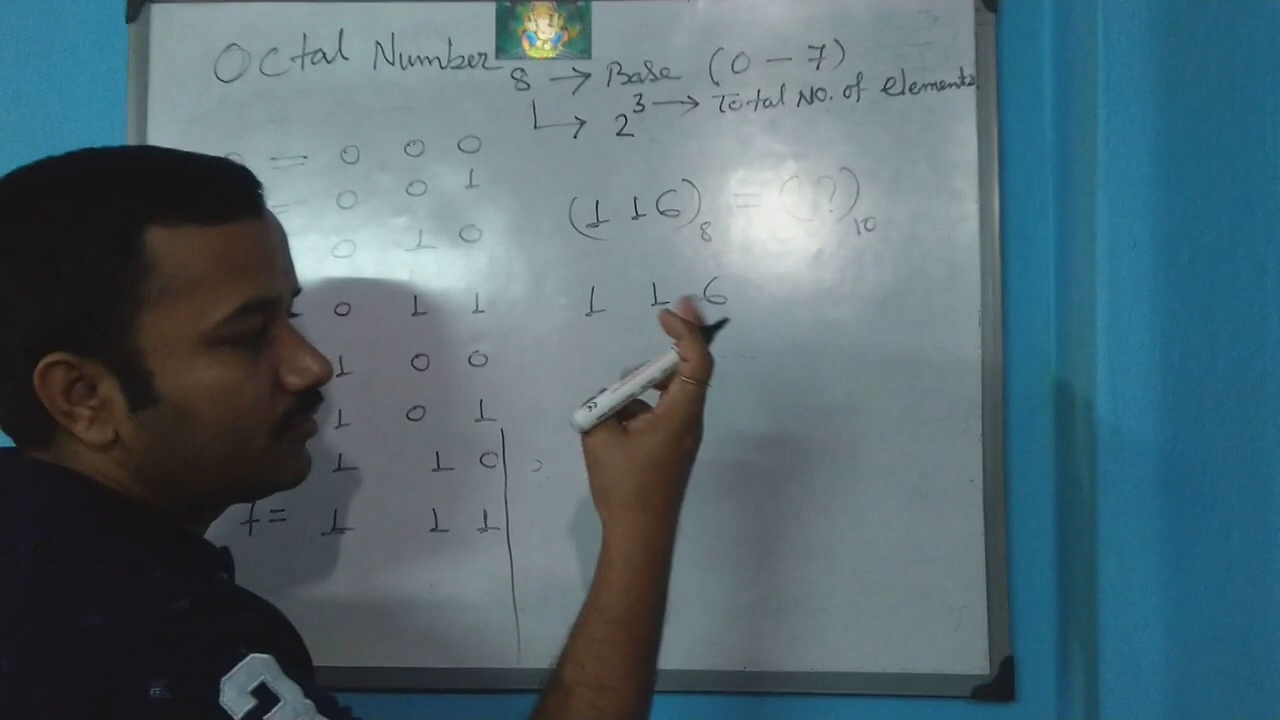 Octal Number
8 → Base (0 - 7)
↳ 2³ → Total No. of elements
= 0 0 0
= 0 0 1
0 1 0
0 1 1
1 0 0
1 0 1
1 1 0
7 = 1 1 1
(1 1 6)₈ = (?)₁₀
1 1 6